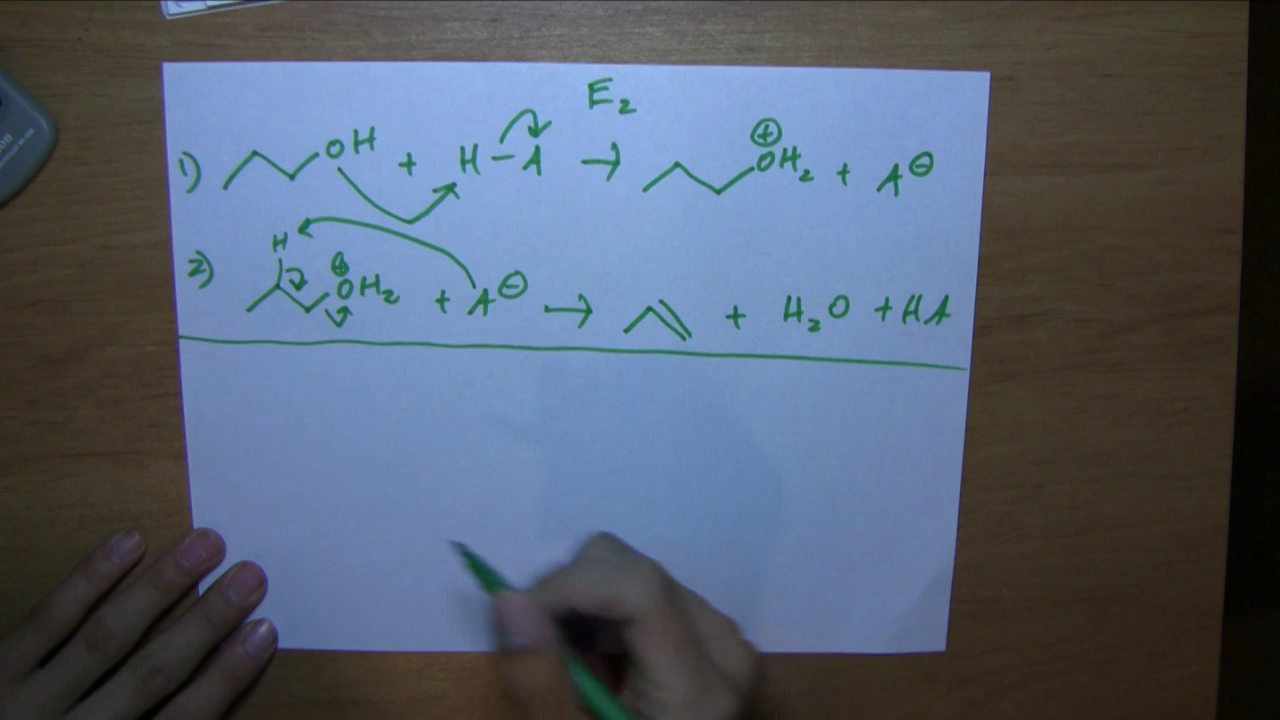 E₂
1) OH + H–A → ⊕OH₂ + A⊖
2) H ⊕OH₂ + A⊖ → + H₂O + HA